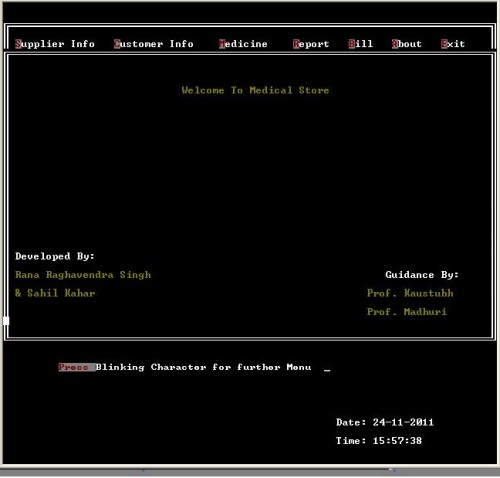 Supplier Info Customer Info Medicine Report Bill About Exit
Welcome To Medical Store
Developed By:
Rana Raghavendra Singh
& Sahil Kahar
Guidance By:
Prof. Kaustubh
Prof. Madhuri
Press Blinking Character for further Menu _
Date: 24-11-2011
Time: 15:57:38